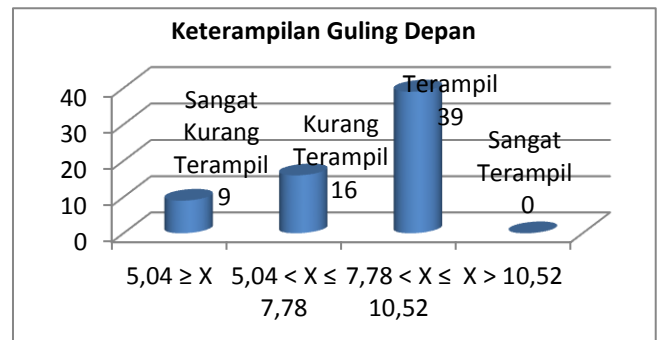 Keterampilan Guling Depan
40
30
20
10
0
Sangat
Kurang
Terampil
9
Kurang
Terampil
16
Terampil
39
Sangat
Terampil
0
5,04 ≥ X
5,04 < X ≤
7,78
7,78 < X ≤
10,52
X > 10,52